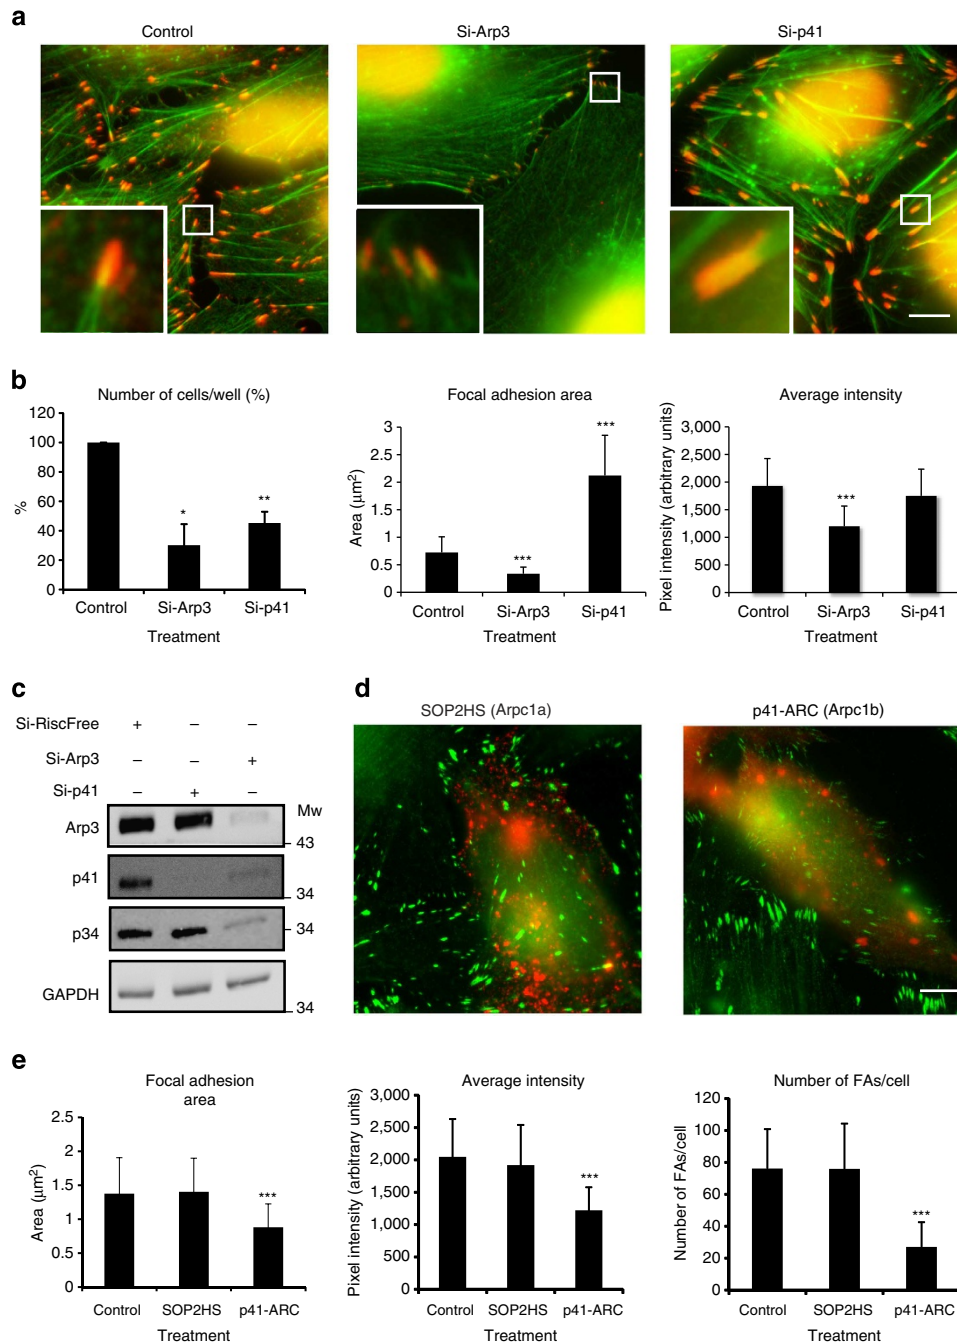 a
Control
Si-Arp3
Si-p41
b
Number of cells/well (%)
120
100
80
60
40
20
0
%
*
**
Control Si-Arp3 Si-p41
Treatment
Focal adhesion area
3
2.5
2
1.5
1
0.5
0
Area (μm²)
***
***
Control Si-Arp3 Si-p41
Treatment
Average intensity
3,000
2,500
2,000
1,500
1,000
500
0
Pixel intensity (arbitrary units)
***
Control Si-Arp3 Si-p41
Treatment
c
Si-RiscFree + – –
Si-Arp3 – – +
Si-p41 – + –
Mw
Arp3
43
p41
34
p34
34
GAPDH
34
d
SOP2HS (Arpc1a)
p41-ARC (Arpc1b)
e
Focal adhesion
area
2.5
2
1.5
1
0.5
0
Area (μm²)
***
Control SOP2HS p41-ARC
Treatment
Average intensity
3,000
2,500
2,000
1,500
1,000
500
0
Pixel intensity (arbitrary units)
***
Control SOP2HS p41-ARC
Treatment
Number of FAs/cell
120
100
80
60
40
20
0
Number of FAs/cell
***
Control SOP2HS p41-ARC
Treatment